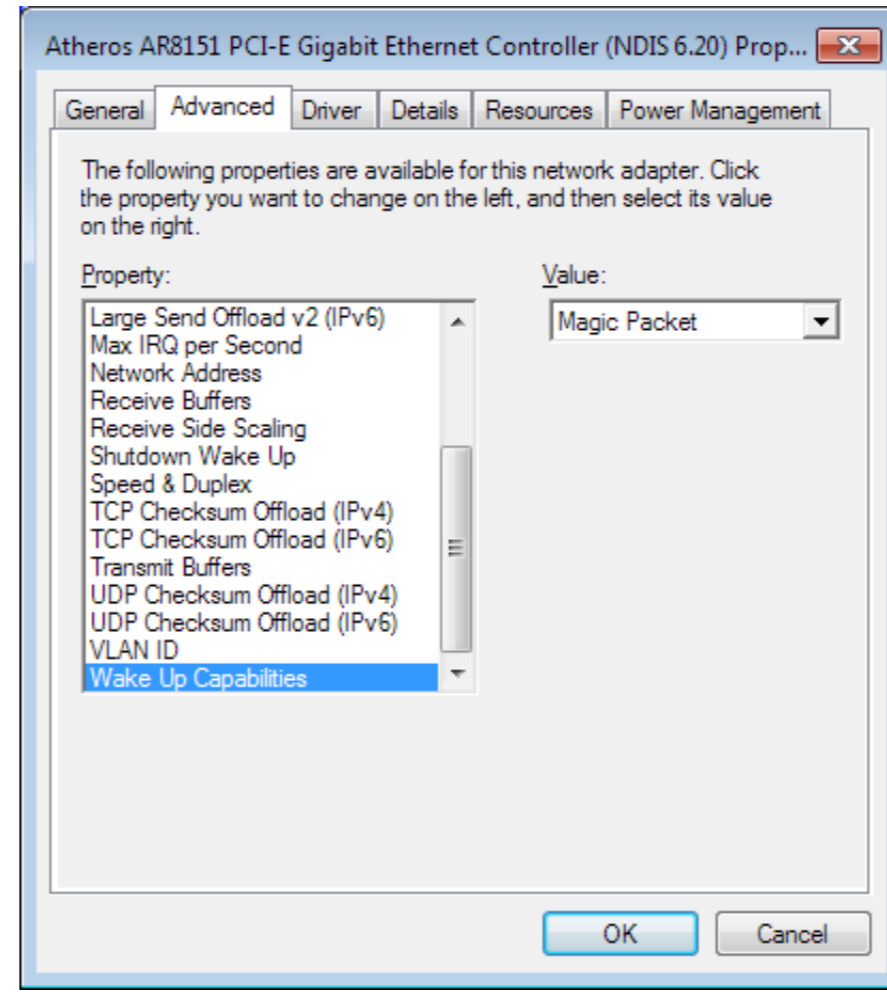 Atheros AR8151 PCI-E Gigabit Ethernet Controller (NDIS 6.20) Prop...
General Advanced Driver Details Resources Power Management
The following properties are available for this network adapter. Click
the property you want to change on the left, and then select its value
on the right.
Property: Value:
Large Send Offload v2 (IPv6) Magic Packet
Max IRQ per Second
Network Address
Receive Buffers
Receive Side Scaling
Shutdown Wake Up
Speed & Duplex
TCP Checksum Offload (IPv4)
TCP Checksum Offload (IPv6)
Transmit Buffers
UDP Checksum Offload (IPv4)
UDP Checksum Offload (IPv6)
VLAN ID
Wake Up Capabilities
OK Cancel